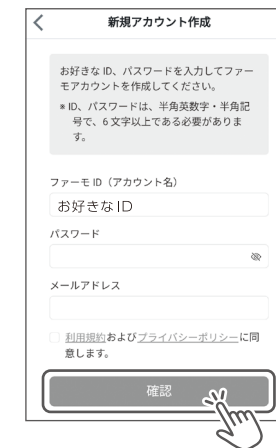 新規アカウント作成
お好きな ID、パスワードを入力してファー
モアカウントを作成してください。
※ ID、パスワードは、半角英数字・半角記
号で、6 文字以上である必要がありま
す。
ファーモ ID（アカウント名）
お好きなID
パスワード
メールアドレス
利用規約およびプライバシーポリシーに同
意します。
確認